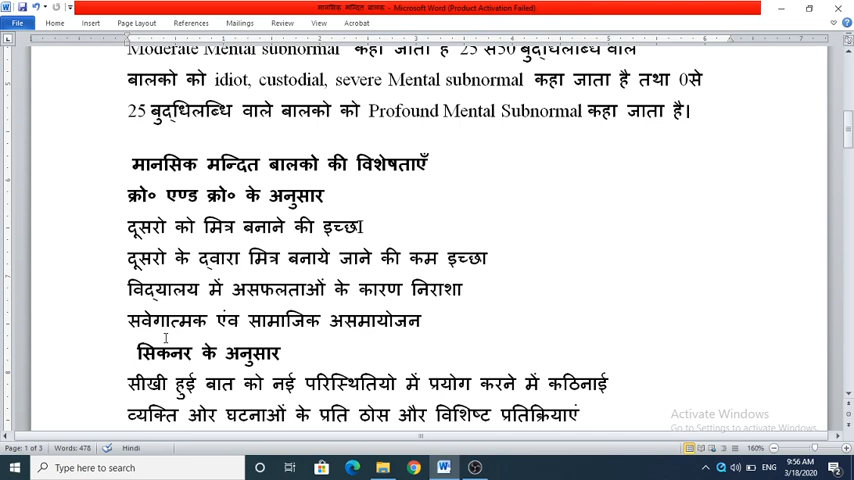 मानसिक मन्दित बालक - Microsoft Word (Product Activation Failed)
File Home Insert Page Layout References Mailings Review View Acrobat
Moderate Mental subnormal कहा जाता है 25 से50 बुद्धिलब्धि वाले
बालको को idiot, custodial, severe Mental subnormal कहा जाता है तथा 0से
25 बुद्धिलब्धि वाले बालको को Profound Mental Subnormal कहा जाता है।
मानसिक मन्दित बालको की विशेषताएँ
क्रो॰ एण्ड क्रो॰ के अनुसार
दूसरो को मित्र बनाने की इच्छा
दूसरो के द्वारा मित्र बनाये जाने की कम इच्छा
विद्यालय में असफलताओं के कारण निराशा
सवेगात्मक एंव सामाजिक असमायोजन
सिकनर के अनुसार
सीखी हुई बात को नई परिस्थितियो में प्रयोग करने में कठिनाई
व्यक्ति ओर घटनाओं के प्रति ठोस और विशिष्ट प्रतिक्रियाएं
Activate Windows
Go to Settings to activate Windows.
Page: 1 of 3 Words: 478 Hindi 160%
Type here to search ENG 9:56 AM
3/18/2020